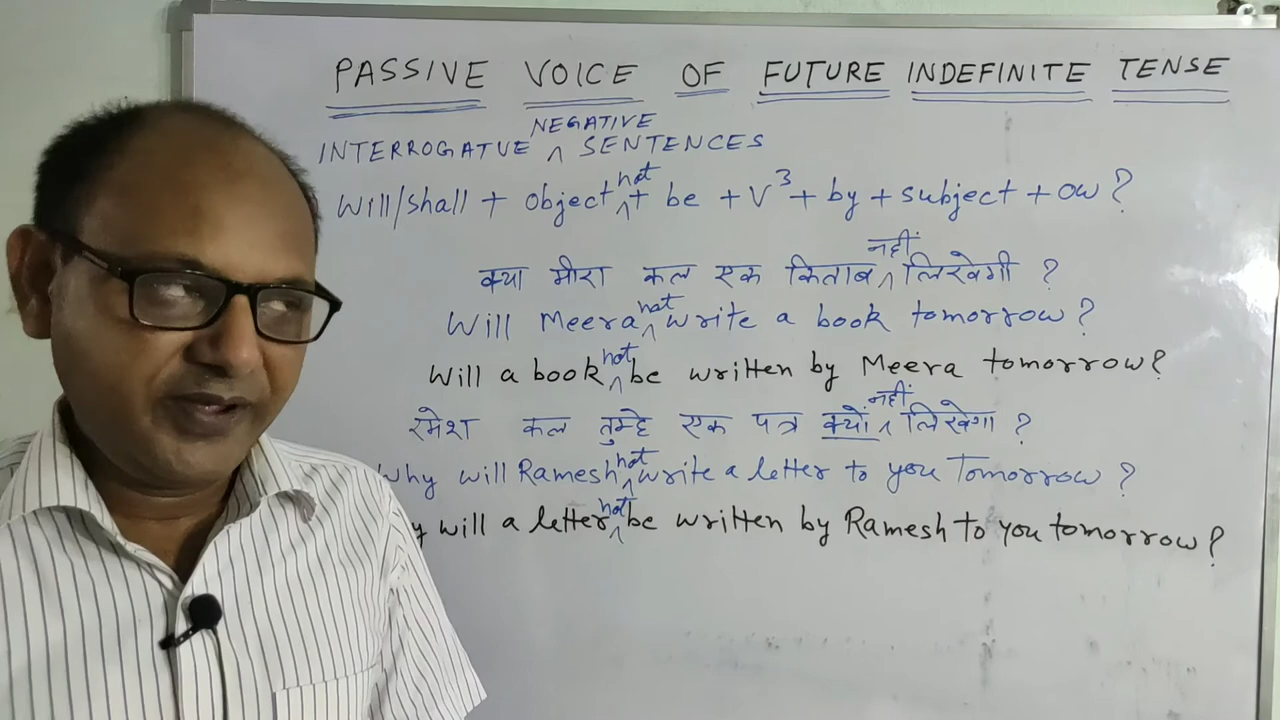 PASSIVE VOICE OF FUTURE INDEFINITE TENSE
INTERROGATUE ^ NEGATIVE SENTENCES
Will/shall + object ^ not + be + V³ + by + subject + ow ?
क्या मीरा कल एक किताब ^ नहीं लिखेगी ?
Will Meera ^ not write a book tomorrow ?
Will a book ^ not be written by Meera tomorrow ?
रमेश कल तुम्हे एक पत्र क्यों ^ नहीं लिखेगा ?
Why will Ramesh ^ not write a letter to you Tomorrow ?
will a letter ^ not be written by Ramesh to you tomorrow ?